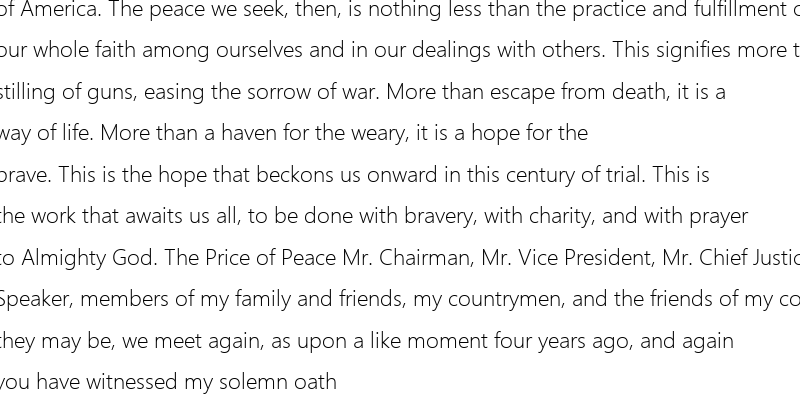 of America. The peace we seek, then, is nothing less than the practice and fulfillment
our whole faith among ourselves and in our dealings with others. This signifies more
stilling of guns, easing the sorrow of war. More than escape from death, it is a
way of life. More than a haven for the weary, it is a hope for the
brave. This is the hope that beckons us onward in this century of trial. This is
the work that awaits us all, to be done with bravery, with charity, and with prayer
to Almighty God. The Price of Peace Mr. Chairman, Mr. Vice President, Mr. Chief
Speaker, members of my family and friends, my countrymen, and the friends of my
they may be, we meet again, as upon a like moment four years ago, and again
you have witnessed my solemn oath